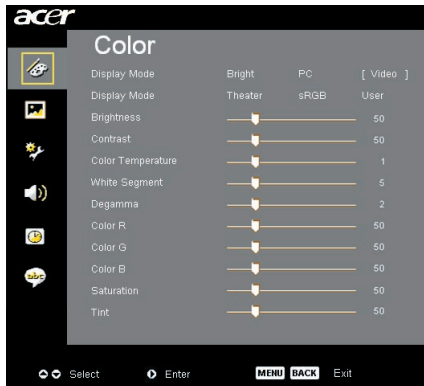 acer
Color
Display Mode Bright PC [ Video ]
Display Mode Theater sRGB User
Brightness 50
Contrast 50
Color Temperature 1
White Segment 5
Degamma 2
Color R 50
Color G 50
Color B 50
Saturation 50
Tint 50
abc
Select Enter MENU BACK Exit